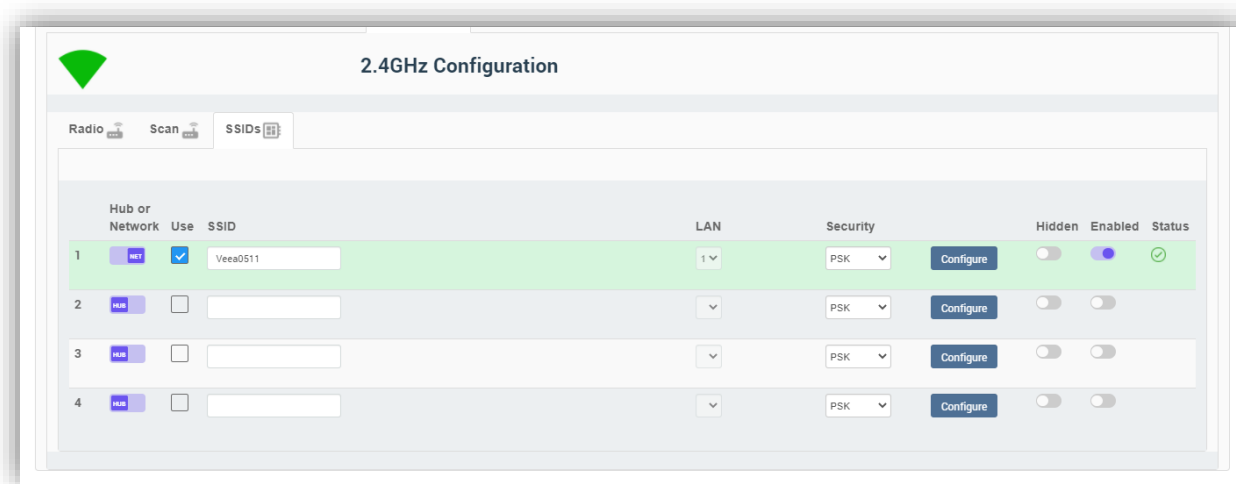 2.4GHz Configuration
Radio Scan SSIDs
Hub or
Network Use SSID LAN Security Hidden Enabled Status
1 NET Veea0511 1 PSK Configure
2 HUB PSK Configure
3 HUB PSK Configure
4 HUB PSK Configure